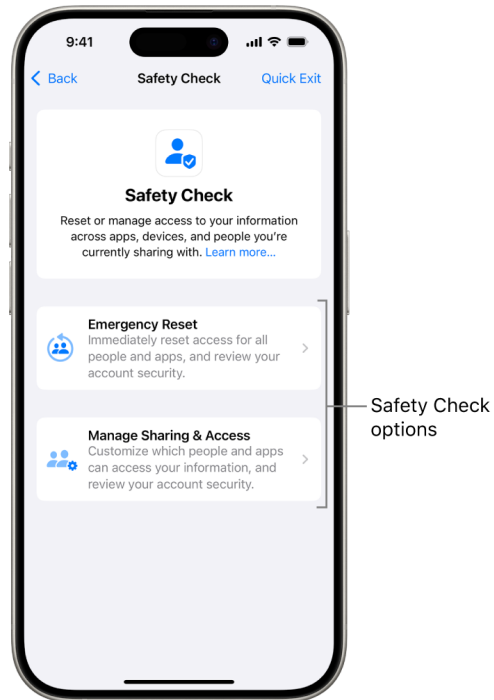 9:41
Back
Safety Check
Quick Exit
Safety Check
Reset or manage access to your information
across apps, devices, and people you’re
currently sharing with. Learn more...
Emergency Reset
Immediately reset access for all
people and apps, and review your
account security.
Manage Sharing & Access
Customize which people and apps
can access your information, and
review your account security.
Safety Check
options